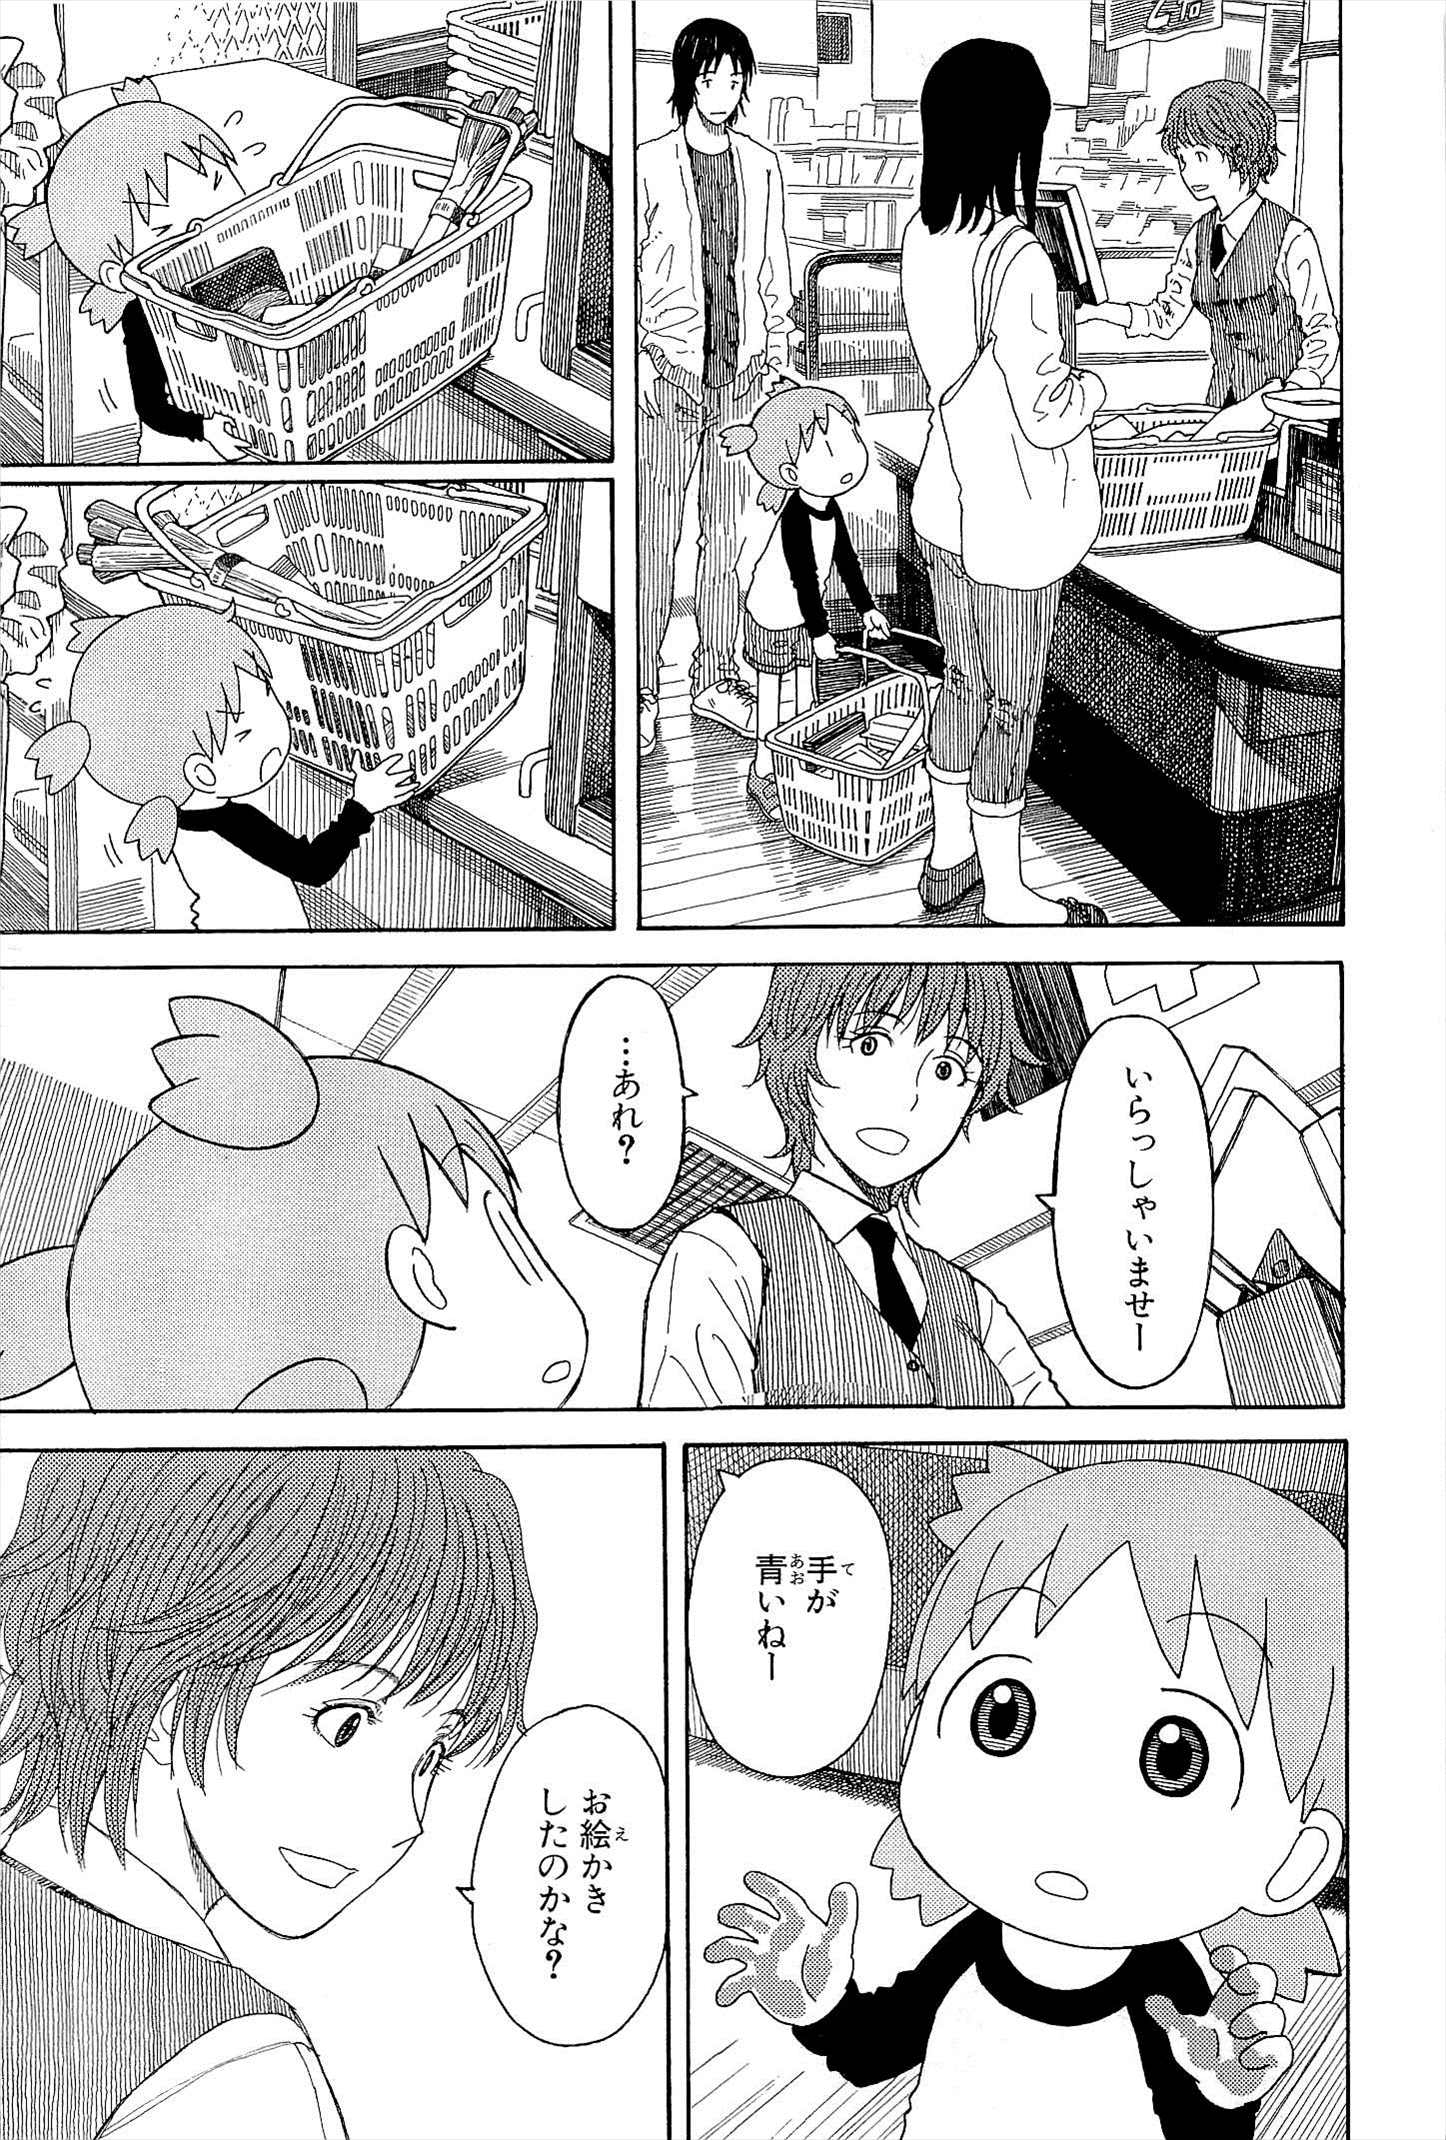 いらっしゃいませー
…あれ？
手が
青いねー
お絵かき
したのかな？